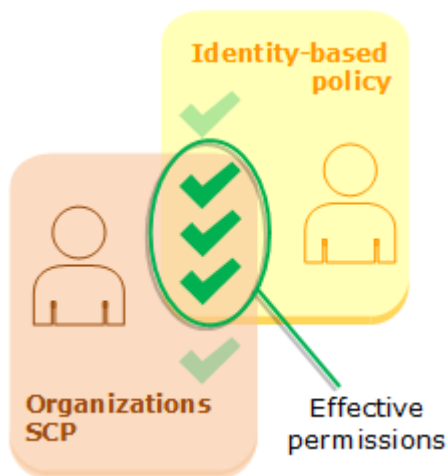 Identity-based
policy
Organizations
SCP
Effective
permissions